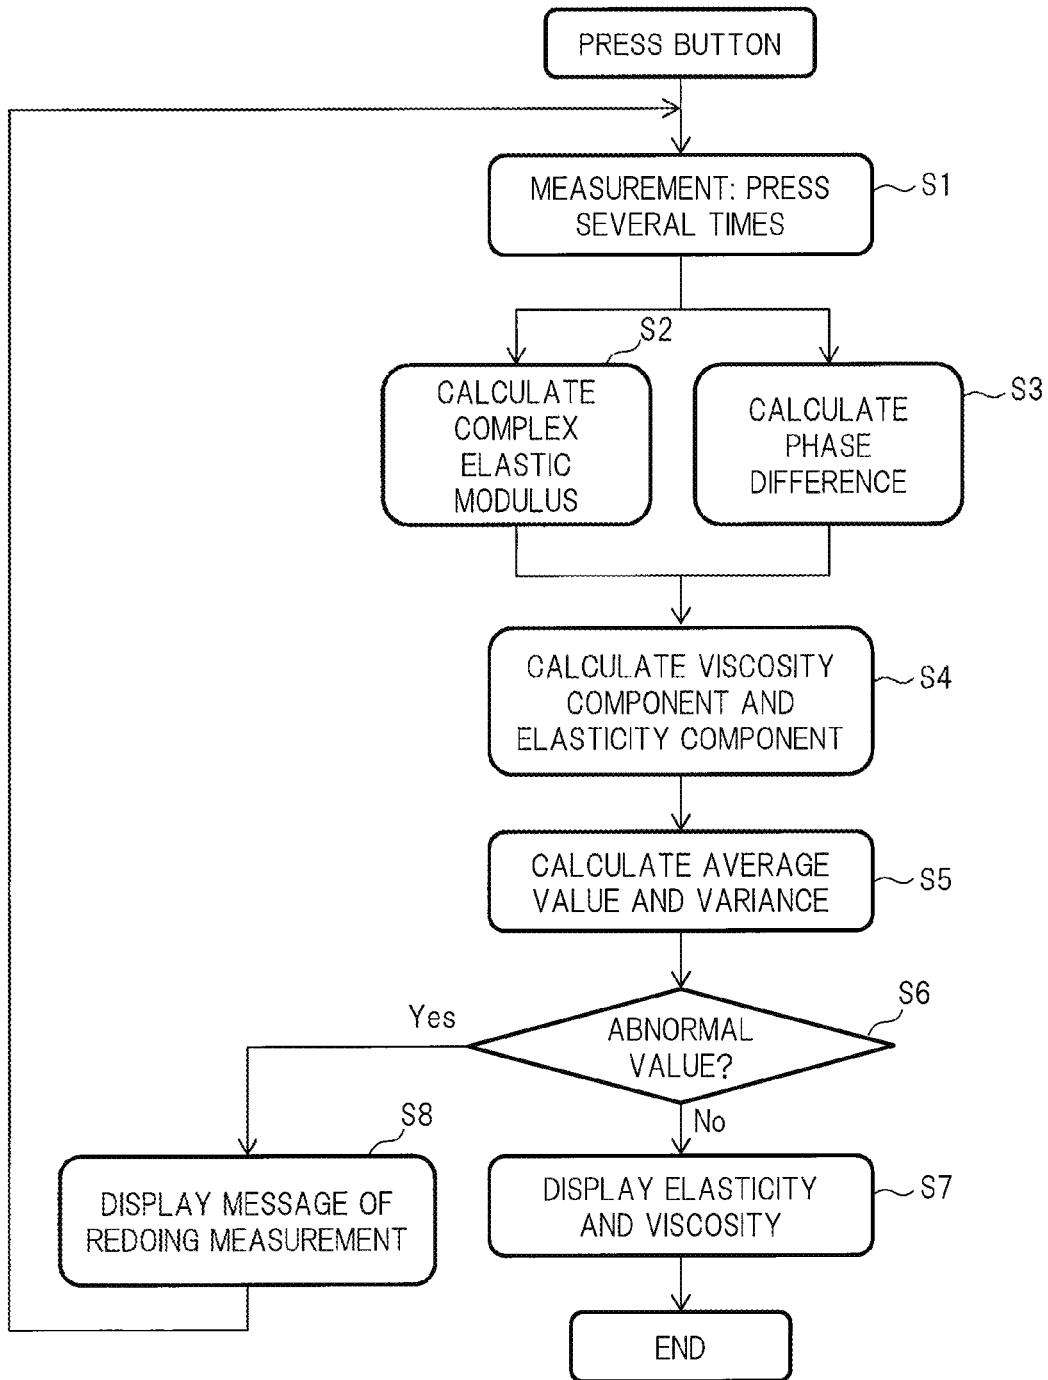 PRESS BUTTON
MEASUREMENT: PRESS
SEVERAL TIMES
S1
S2
CALCULATE
COMPLEX
ELASTIC
MODULUS
S3
CALCULATE
PHASE
DIFFERENCE
CALCULATE VISCOSITY
COMPONENT AND
ELASTICITY COMPONENT
S4
CALCULATE AVERAGE
VALUE AND VARIANCE
S5
S6
Yes
ABNORMAL
VALUE?
No
S8
DISPLAY MESSAGE OF
REDOING MEASUREMENT
DISPLAY ELASTICITY
AND VISCOSITY
S7
END